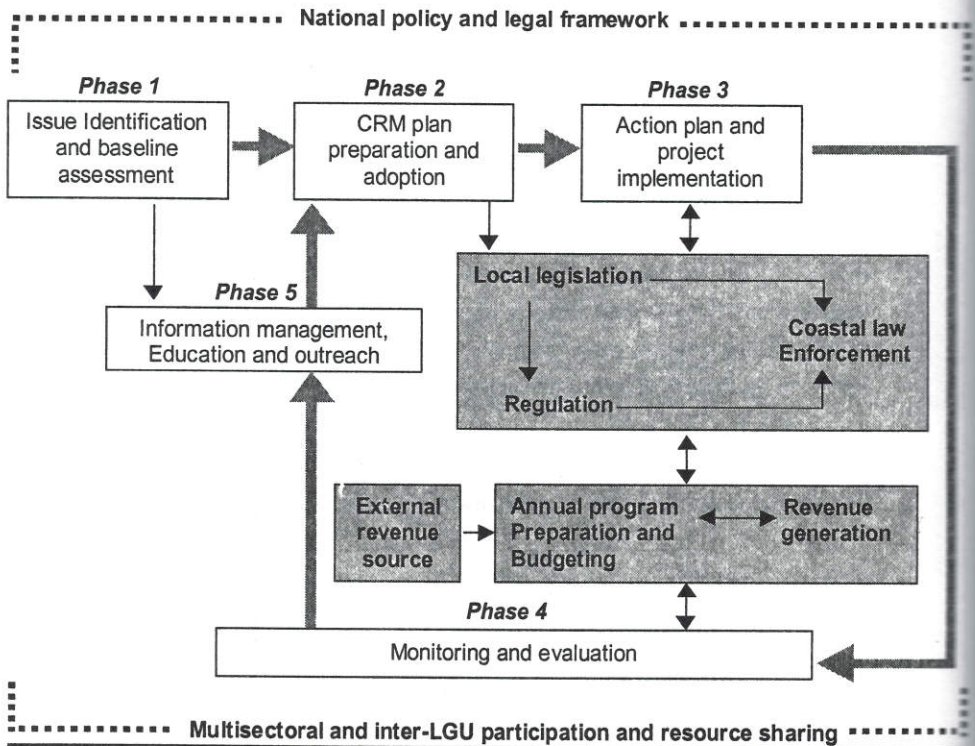 National policy and legal framework
Phase 1
Issue Identification
and baseline
assessment
Phase 2
CRM plan
preparation and
adoption
Phase 3
Action plan and
project
implementation
Local legislation
Coastal law
Enforcement
Regulation
Phase 5
Information management,
Education and outreach
External
revenue
source
Annual program
Preparation and
Budgeting
Revenue
generation
Phase 4
Monitoring and evaluation
Multisectoral and inter-LGU participation and resource sharing